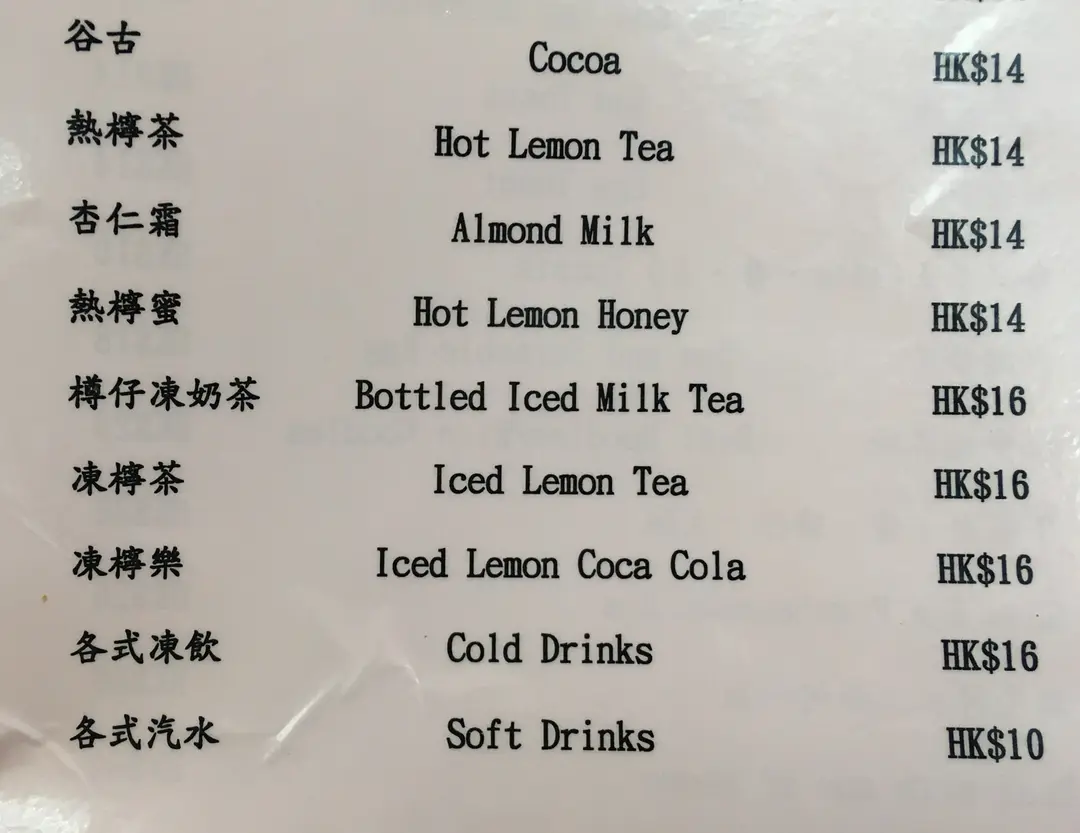 谷古 Cocoa HK$14
熱檸茶 Hot Lemon Tea HK$14
杏仁霜 Almond Milk HK$14
熱檸蜜 Hot Lemon Honey HK$14
樽仔凍奶茶 Bottled Iced Milk Tea HK$16
凍檸茶 Iced Lemon Tea HK$16
凍檸樂 Iced Lemon Coca Cola HK$16
各式凍飲 Cold Drinks HK$16
各式汽水 Soft Drinks HK$10